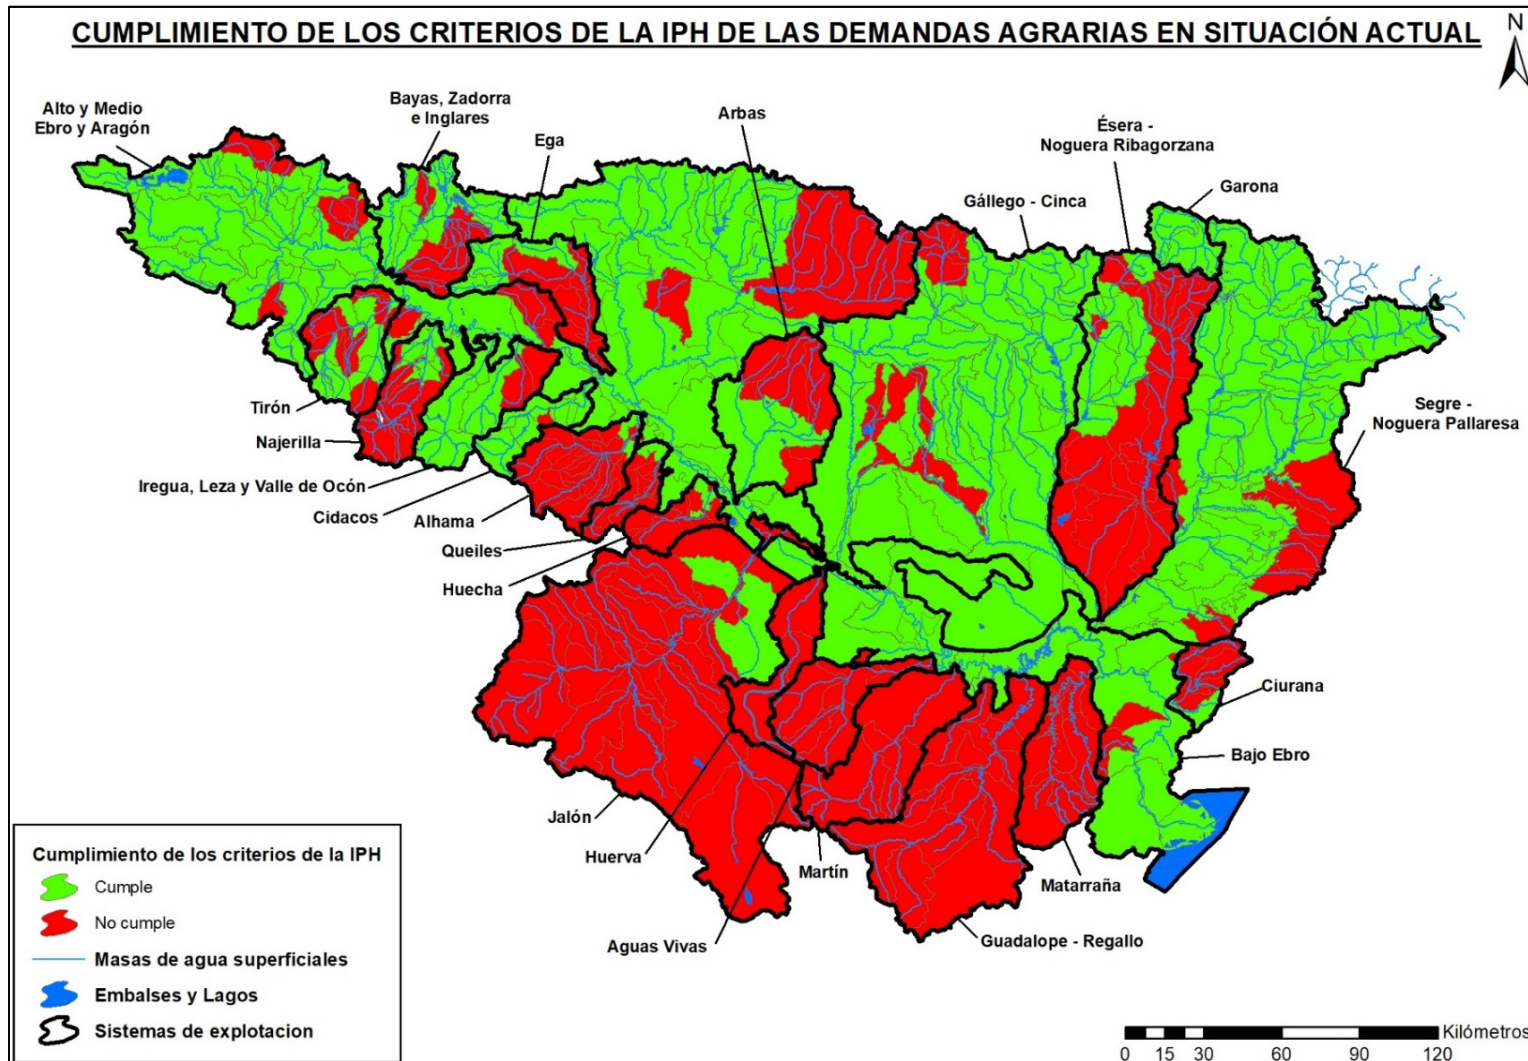 CUMPLIMIENTO DE LOS CRITERIOS DE LA IPH DE LAS DEMANDAS AGRARIAS EN SITUACIÓN ACTUAL
N
Alto y Medio
Ebro y Aragón
Bayas, Zadorra
e Inglares
Ega
Arbas
Ésera -
Noguera Ribagorzana
Gállego - Cinca
Garona
Segre -
Noguera Pallaresa
Tirón
Najerilla
Iregua, Leza y Valle de Ocón
Cidacos
Alhama
Queiles
Huecha
Ciurana
Bajo Ebro
Jalón
Huerva
Martín
Matarraña
Aguas Vivas
Guadalope - Regallo
Cumplimiento de los criterios de la IPH
Cumple
No cumple
Masas de agua superficiales
Embalses y Lagos
Sistemas de explotacion
Kilómetros
0 15 30 60 90 120